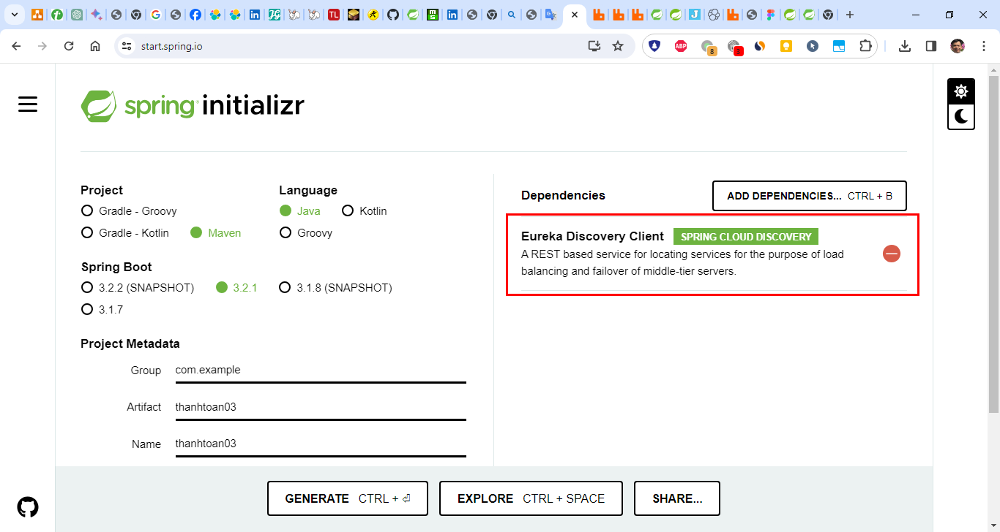 start.spring.io
ABP
8
TL
spring initializr
Project
Gradle - Groovy
Gradle - Kotlin
Maven
Language
Java
Kotlin
Groovy
Spring Boot
3.2.2 (SNAPSHOT)
3.2.1
3.1.8 (SNAPSHOT)
3.1.7
Project Metadata
Group
com.example
Artifact
thanhtoan03
Name
thanhtoan03
Dependencies
ADD DEPENDENCIES... CTRL + B
Eureka Discovery Client
SPRING CLOUD DISCOVERY
A REST based service for locating services for the purpose of load
balancing and failover of middle-tier servers.
GENERATE CTRL + ⏎
EXPLORE CTRL + SPACE
SHARE...